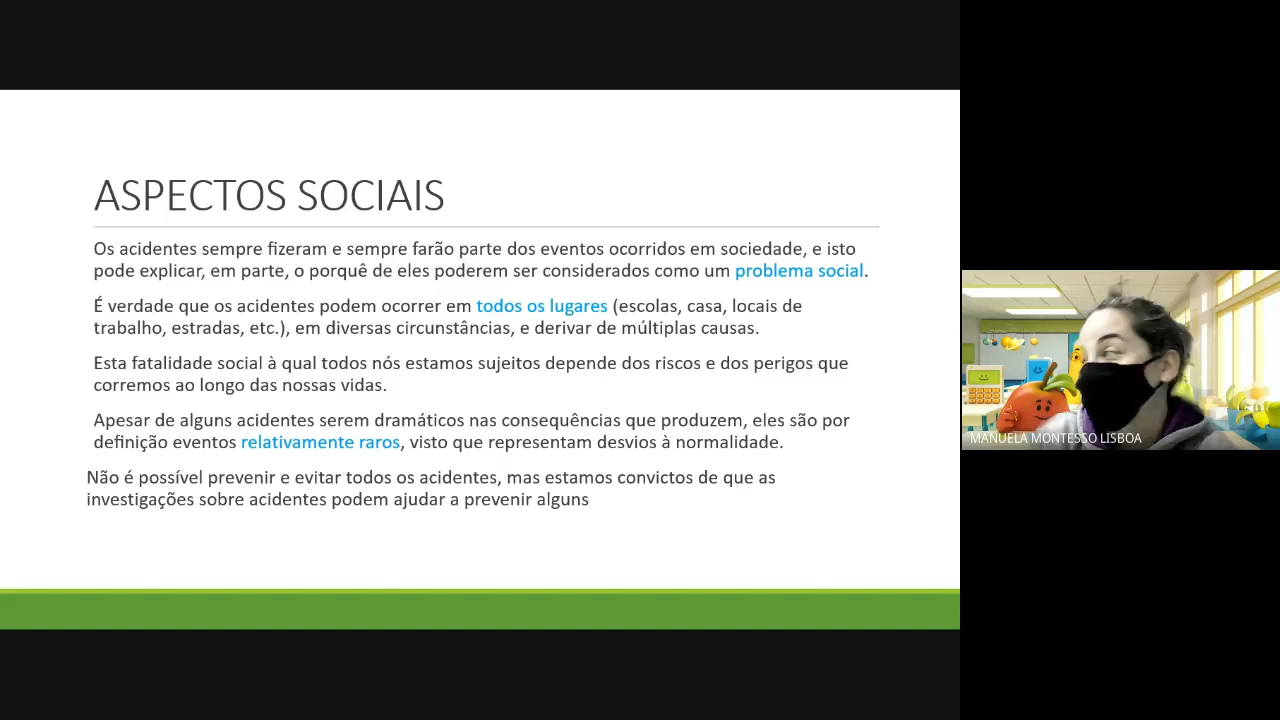 ASPECTOS SOCIAIS
Os acidentes sempre fizeram e sempre farão parte dos eventos ocorridos em sociedade, e isto
pode explicar, em parte, o porquê de eles poderem ser considerados como um problema social.
É verdade que os acidentes podem ocorrer em todos os lugares (escolas, casa, locais de
trabalho, estradas, etc.), em diversas circunstâncias, e derivar de múltiplas causas.
Esta fatalidade social à qual todos nós estamos sujeitos depende dos riscos e dos perigos que
corremos ao longo das nossas vidas.
Apesar de alguns acidentes serem dramáticos nas consequências que produzem, eles são por
definição eventos relativamente raros, visto que representam desvios à normalidade.
Não é possível prevenir e evitar todos os acidentes, mas estamos convictos de que as
investigações sobre acidentes podem ajudar a prevenir alguns
MANUELA MONTESSO LISBOA